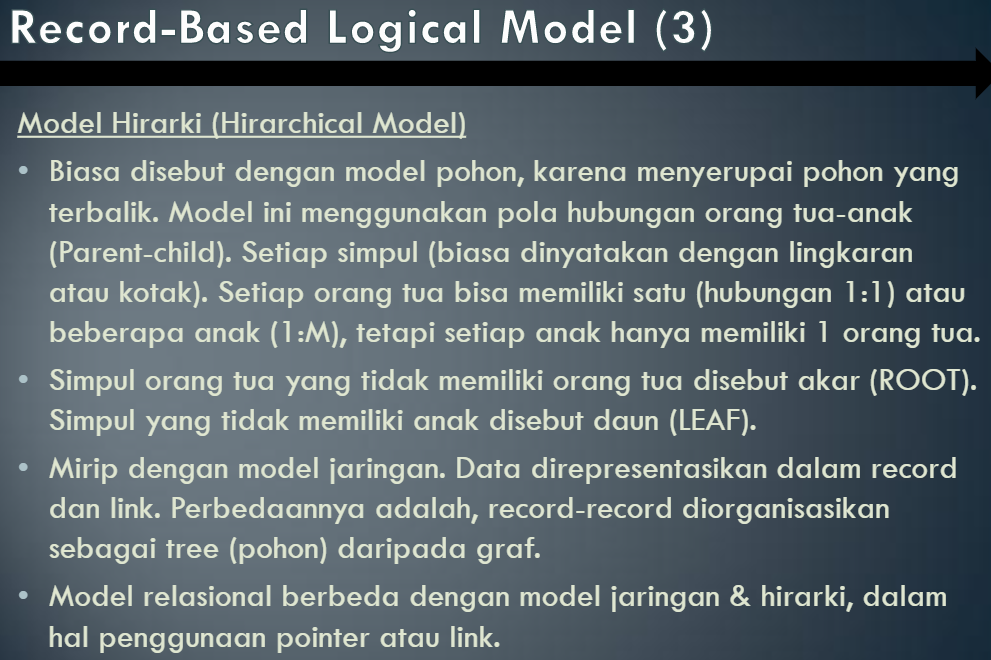 Record-Based Logical Model (3)
Model Hirarki (Hirarchical Model)
• Biasa disebut dengan model pohon, karena menyerupai pohon yang
terbalik. Model ini menggunakan pola hubungan orang tua-anak
(Parent-child). Setiap simpul (biasa dinyatakan dengan lingkaran
atau kotak). Setiap orang tua bisa memiliki satu (hubungan 1:1) atau
beberapa anak (1:M), tetapi setiap anak hanya memiliki 1 orang tua.
• Simpul orang tua yang tidak memiliki orang tua disebut akar (ROOT).
Simpul yang tidak memiliki anak disebut daun (LEAF).
• Mirip dengan model jaringan. Data direpresentasikan dalam record
dan link. Perbedaannya adalah, record-record diorganisasikan
sebagai tree (pohon) daripada graf.
• Model relasional berbeda dengan model jaringan & hirarki, dalam
hal penggunaan pointer atau link.